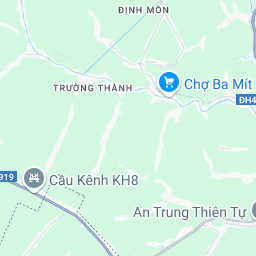 ĐỊNH MÔN
TRƯỜNG THÀNH
Chợ Ba Mít
ĐH4
919
Cầu Kênh KH8
An Trung Thiên Tự